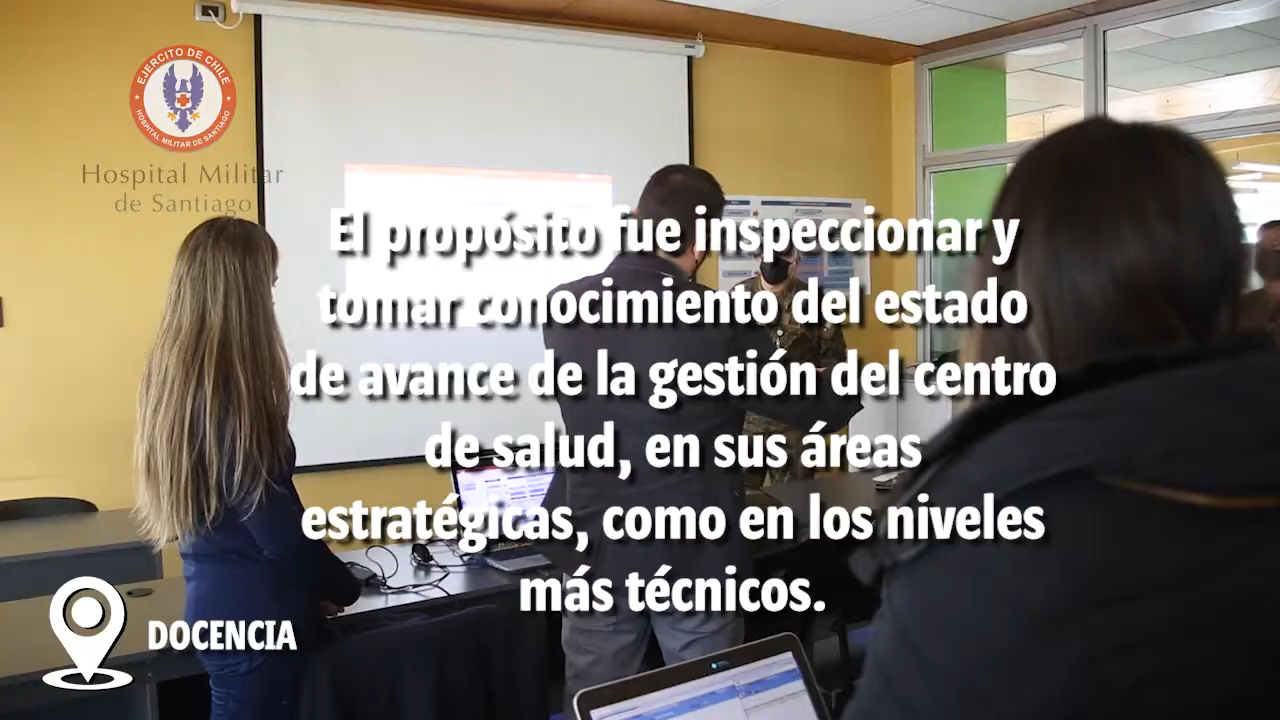 EJERCITO DE CHILE
HOSPITAL MILITAR DE SANTIAGO
Hospital Militar
de Santiago
El propósito fue inspeccionar y
tomar conocimiento del estado
de avance de la gestión del centro
de salud, en sus áreas
estratégicas, como en los niveles
más técnicos.
DOCENCIA